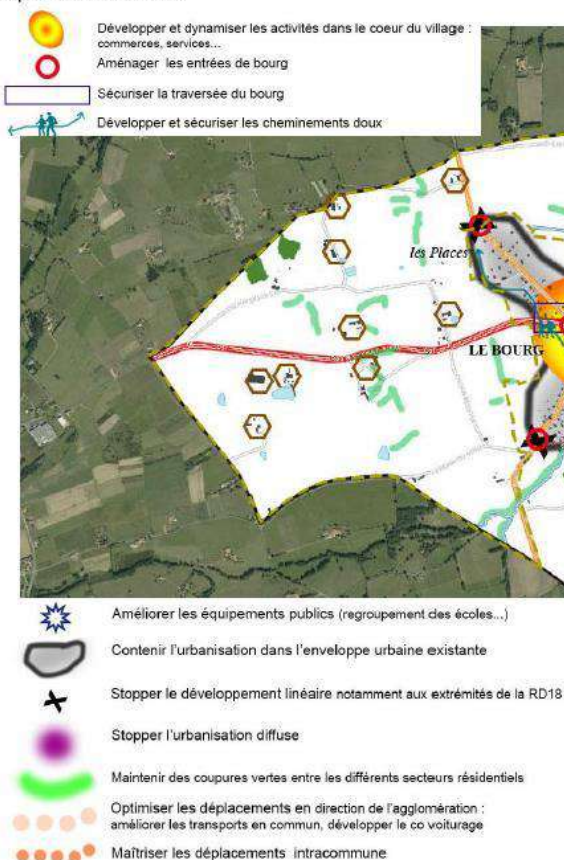 Développer et dynamiser les activités dans le coeur du village :
commerces, services...
Aménager les entrées de bourg
Sécuriser la traversée du bourg
Développer et sécuriser les cheminements doux
les Places
LE BOURG
Améliorer les équipements publics (regroupement des écoles...)
Contenir l'urbanisation dans l'enveloppe urbaine existante
Stopper le développement linéaire notamment aux extrémités de la RD18
Stopper l'urbanisation diffuse
Maintenir des coupures vertes entre les différents secteurs résidentiels
Optimiser les déplacements en direction de l'agglomération :
améliorer les transports en commun, développer le co voiturage
Maîtriser les déplacements intracommune